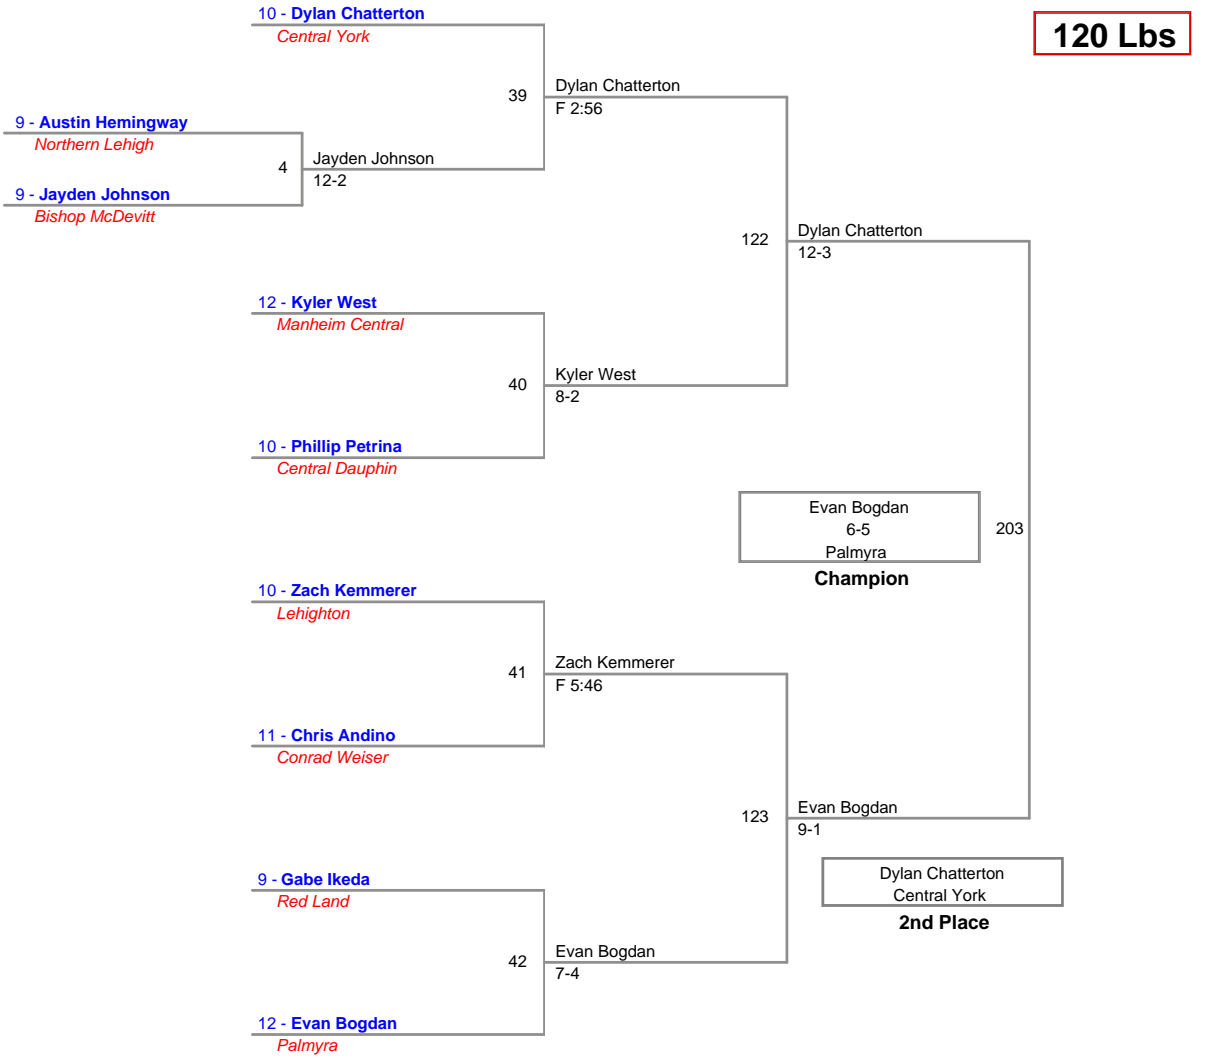 10 - Dylan Chatterton
Central York
120 Lbs
39
Dylan Chatterton
F 2:56
9 - Austin Hemingway
Northern Lehigh
4
Jayden Johnson
12-2
9 - Jayden Johnson
Bishop McDevitt
122
Dylan Chatterton
12-3
12 - Kyler West
Manheim Central
40
Kyler West
8-2
10 - Phillip Petrina
Central Dauphin
Evan Bogdan
6-5
Palmyra
Champion
203
10 - Zach Kemmerer
Lehighton
41
Zach Kemmerer
F 5:46
11 - Chris Andino
Conrad Weiser
123
Evan Bogdan
9-1
Dylan Chatterton
Central York
2nd Place
9 - Gabe Ikeda
Red Land
42
Evan Bogdan
7-4
12 - Evan Bogdan
Palmyra